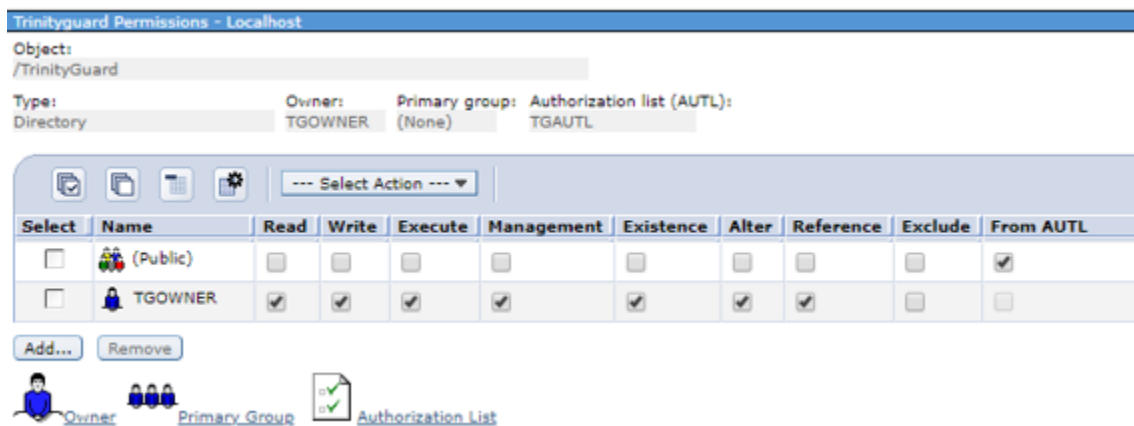 Trinityguard Permissions - Localhost
Object:
/TrinityGuard
Type: Owner: Primary group: Authorization list (AUTL):
Directory TGOWNER (None) TGAUTL
--- Select Action ---
Select Name Read Write Execute Management Existence Alter Reference Exclude From AUTL
(Public)
TGOWNER
Add... Remove
Owner Primary Group Authorization List